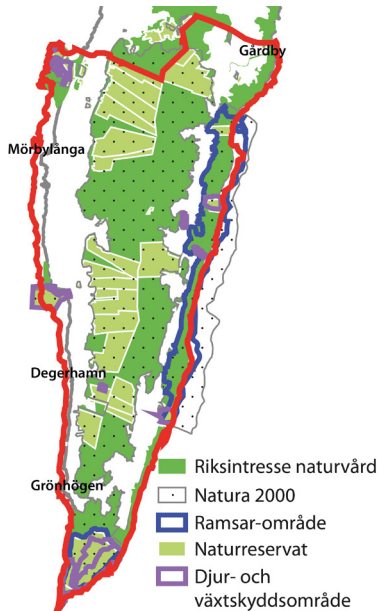 Gårdby
Mörbylånga
Degerhamn
Grönhögen
Riksintresse naturvård
Natura 2000
Ramsar-område
Naturreservat
Djur- och
växtskyddsområde